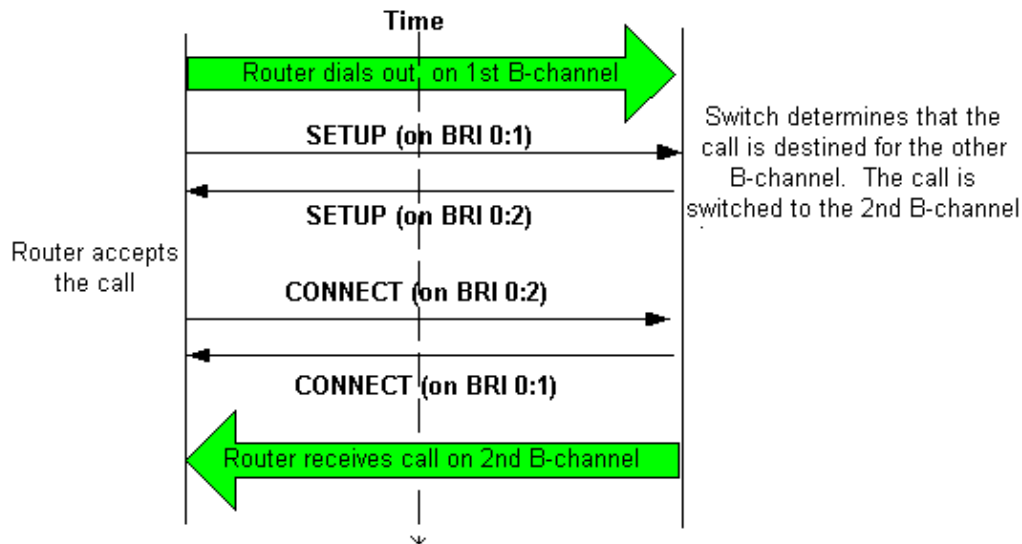 Time
Router dials out, on 1st B-channel
SETUP (on BRI 0:1)
Switch determines that the
call is destined for the other
B-channel. The call is
switched to the 2nd B-channel
SETUP (on BRI 0:2)
Router accepts
the call
CONNECT (on BRI 0:2)
CONNECT (on BRI 0:1)
Router receives call on 2nd B-channel